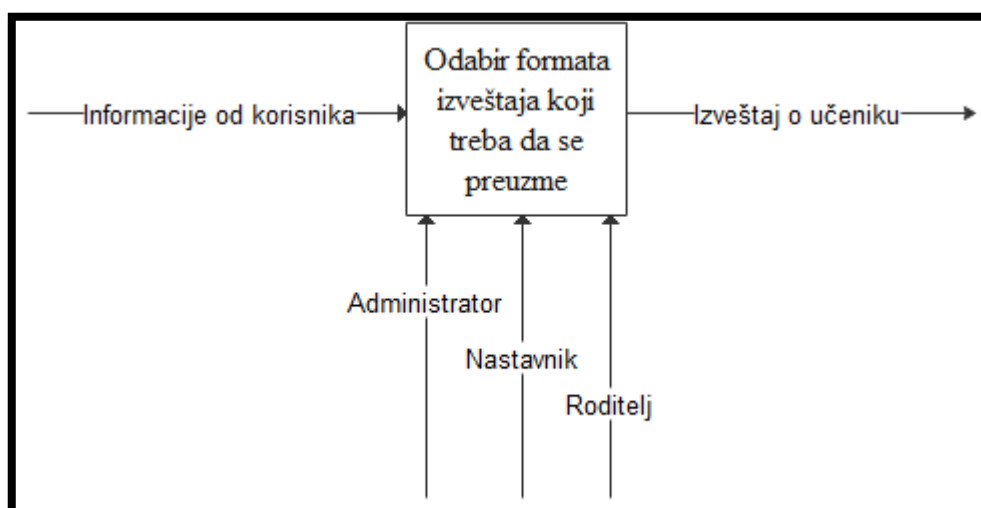 Odabir formata
izveštaja koji
treba da se
preuzme
Informacije od korisnika
Izveštaj o učeniku
Administrator
Nastavnik
Roditelj